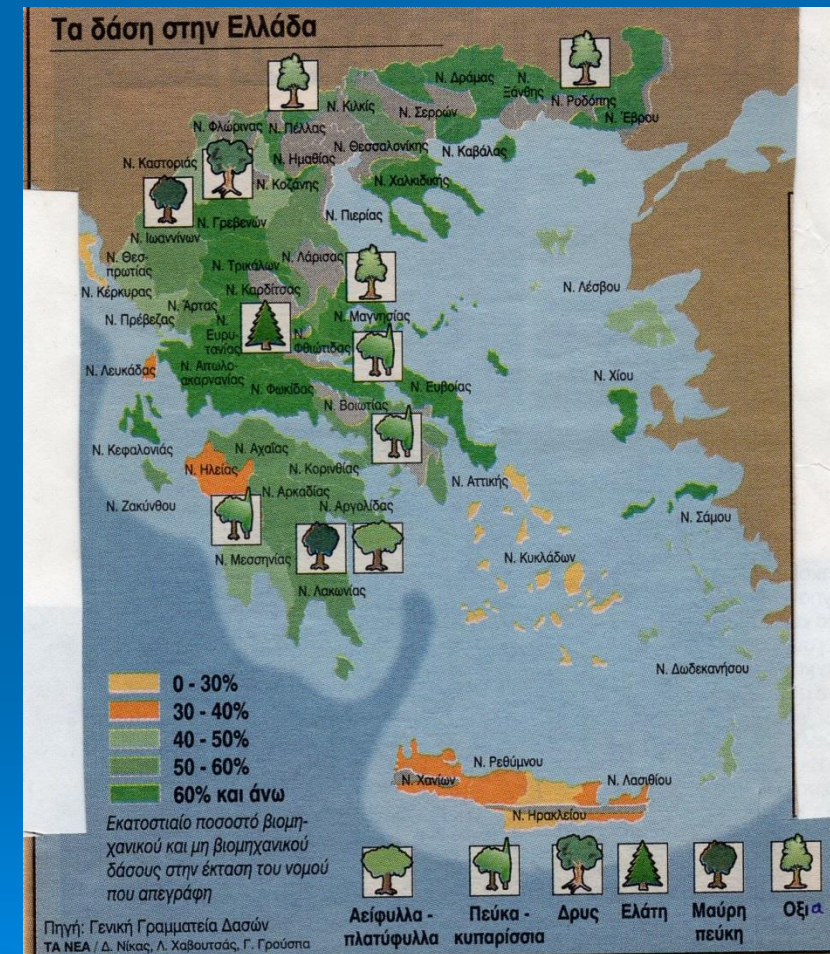 Τα δάση στην Ελλάδα
Ν. Δράμας
Ν. Ξάνθης
Ν. Ροδόπης
Ν. Έβρου
Ν. Κιλκίς
Ν. Σερρών
Ν. Φλώρινας
Ν. Πέλλας
Ν. Θεσσαλονίκης
Ν. Καβάλας
Ν. Καστοριάς
Ν. Ημαθίας
Ν. Κοζάνης
Ν. Χαλκιδικής
Ν. Γρεβενών
Ν. Πιερίας
Ν. Ιωαννίνων
Ν. Θεσ-
πρωτίας
Ν. Τρικάλων
Ν. Λάρισας
Ν. Κέρκυρας
Ν. Καρδίτσας
Ν. Λέσβου
Ν. Άρτας
Ν. Πρέβεζας
Ν.
Ευρυ-
τανίας
Ν. Μαγνησίας
Ν.
Φθιώτιδας
Ν. Λευκάδας
Ν. Αιτωλο-
ακαρνανίας
Ν. Φωκίδας
Ν. Ευβοίας
Ν. Χίου
Ν. Βοιωτίας
Ν. Κεφαλονιάς
Ν. Αχαΐας
Ν. Ηλείας
Ν. Κορινθίας
Ν. Αττικής
Ν. Αρκαδίας
Ν. Ζακύνθου
Ν. Αργολίδας
Ν. Σάμου
Ν. Μεσσηνίας
Ν. Κυκλάδων
Ν. Λακωνίας
Ν. Δωδεκανήσου
0 - 30%
30 - 40%
40 - 50%
50 - 60%
60% και άνω
Ν. Ρεθύμνου
Ν. Χανίων
Ν. Λασιθίου
Ν. Ηρακλείου
Εκατοστιαίο ποσοστό βιομη-
χανικού και μη βιομηχανικού
δάσους στην έκταση του νομού
που απεγράφη
Αείφυλλα -
πλατύφυλλα
Πεύκα -
κυπαρίσσια
Δρυς
Ελάτη
Μαύρη
πεύκη
Οξια
Πηγή: Γενική Γραμματεία Δασών
ΤΑ ΝΕΑ / Δ. Νίκας, Λ. Χαβουτσάς, Γ. Γρούσπα